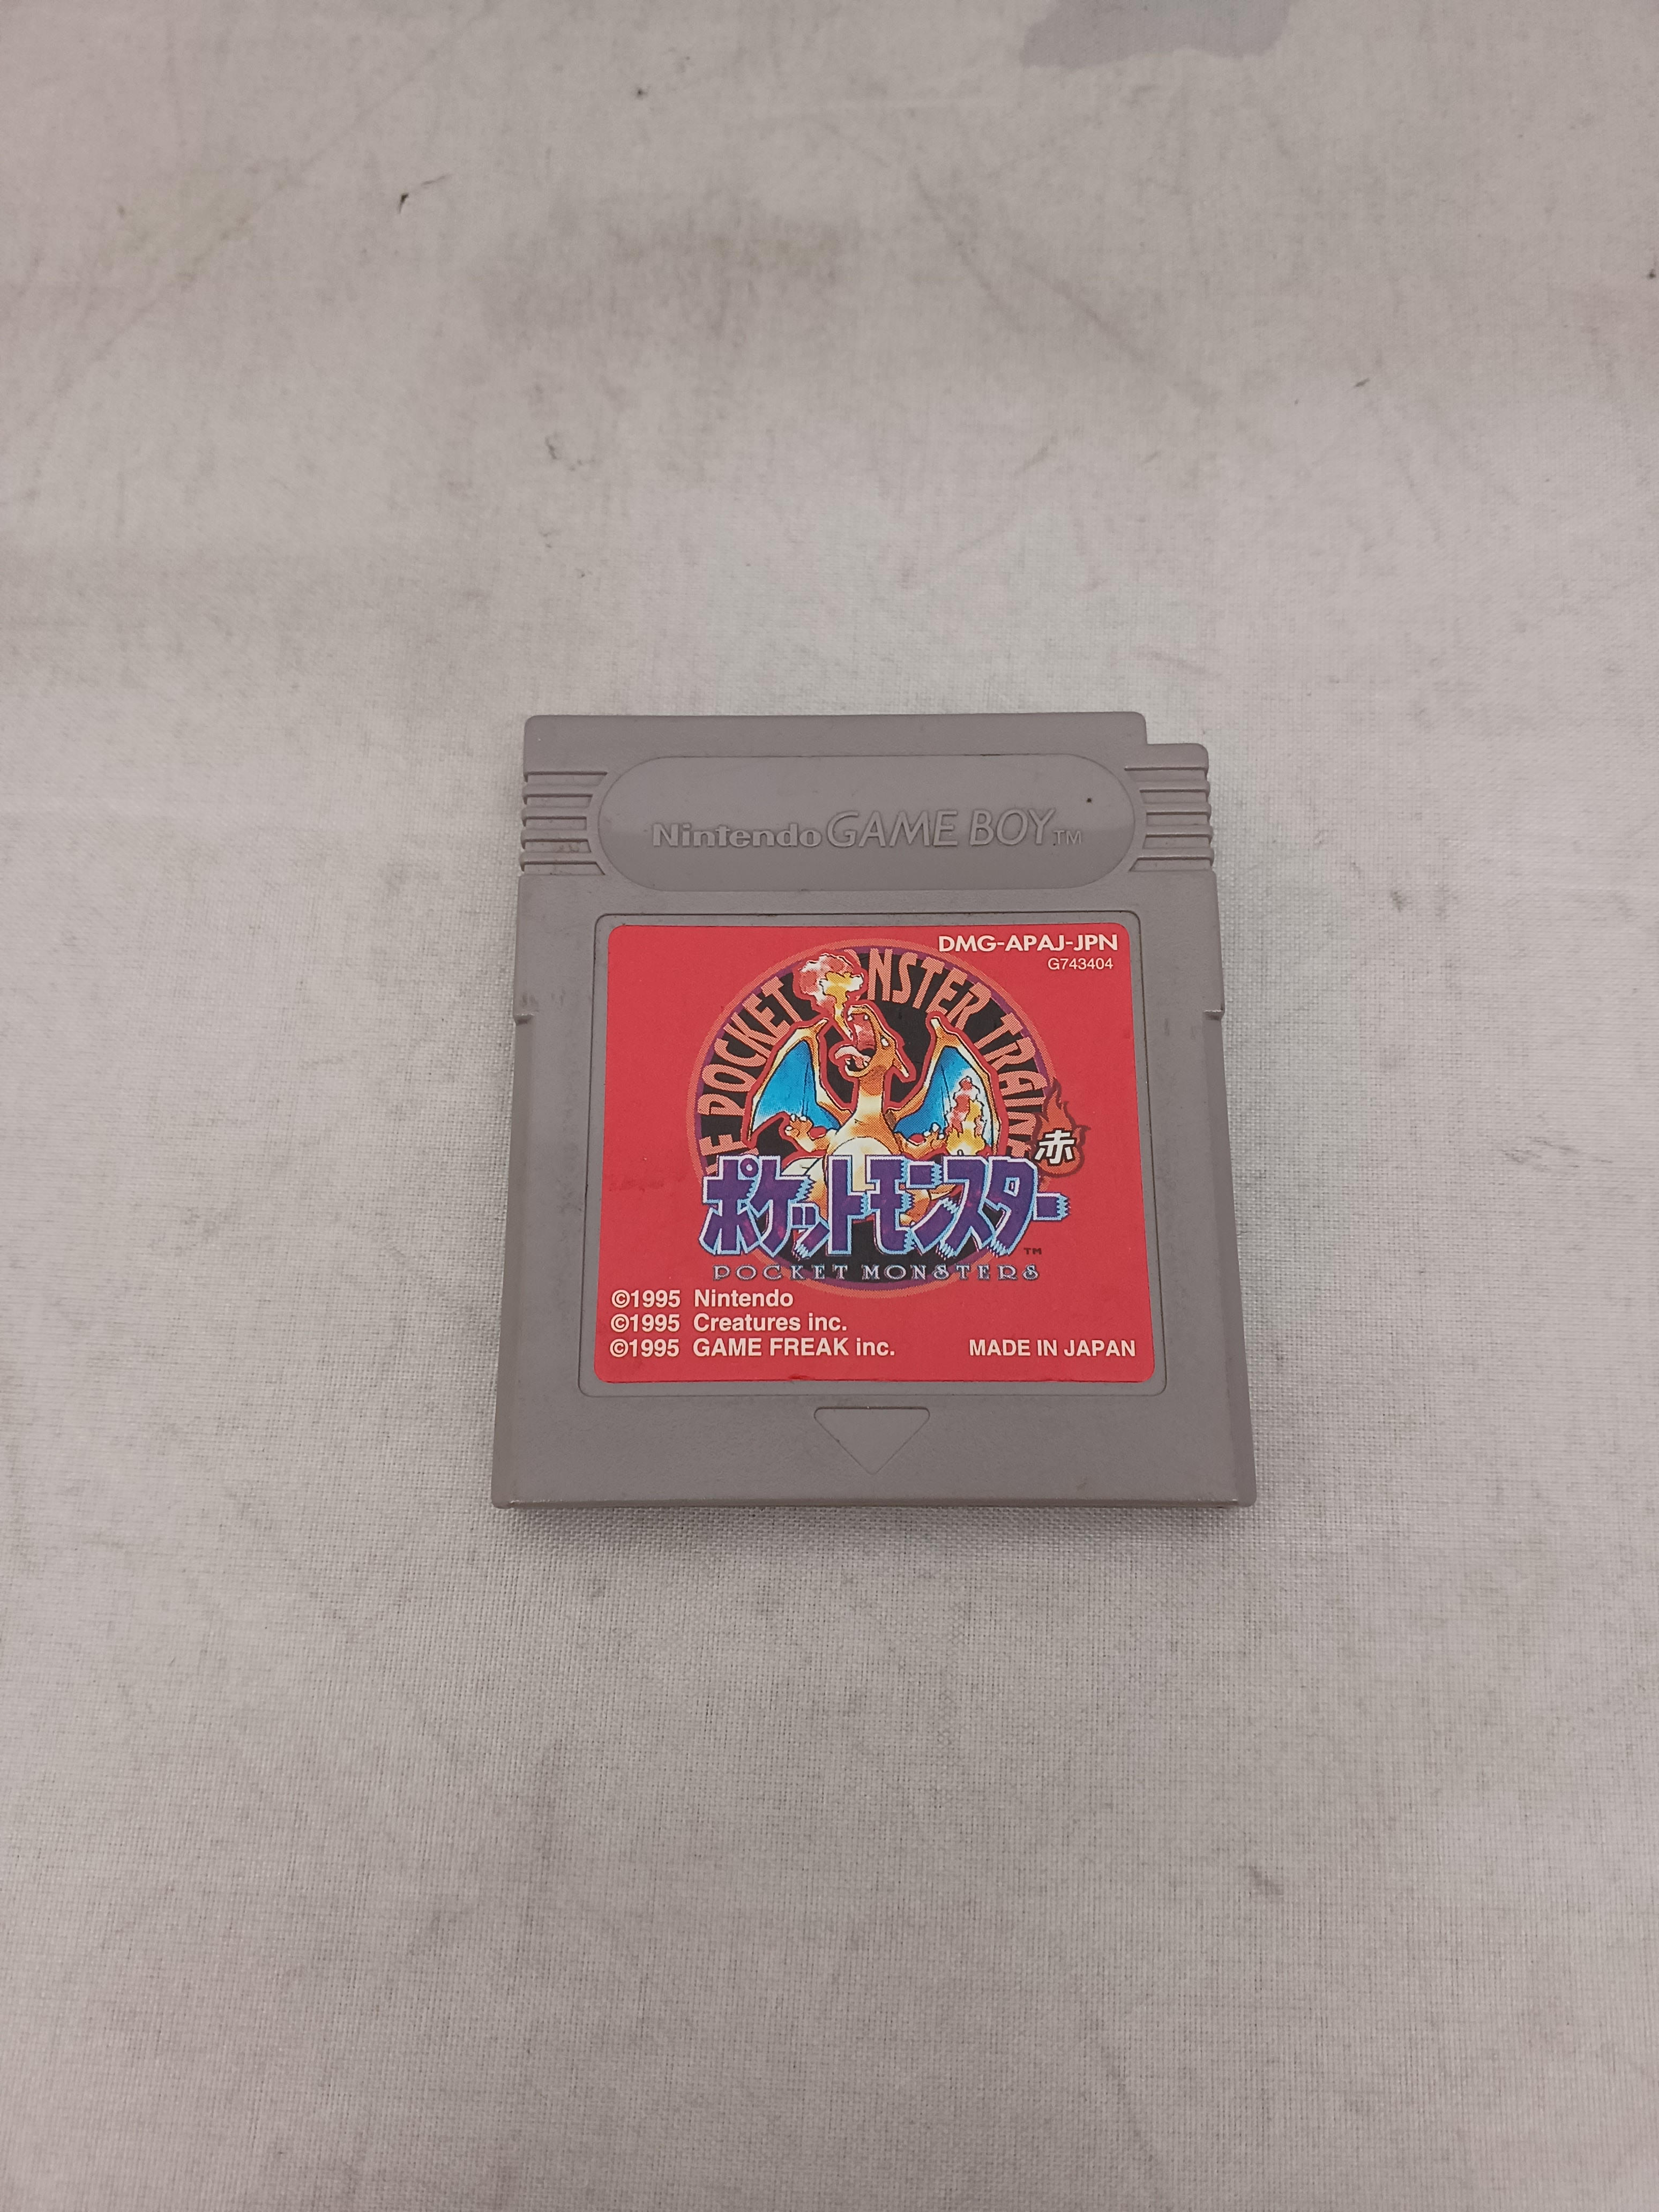 Nintendo GAME BOY TM
DMG-APAJ-JPN
G743404
POCKET MONSTER
赤
ポケットモンスター
TM
POCKET MONSTERS
©1995 Nintendo
©1995 Creatures inc.
©1995 GAME FREAK inc.
MADE IN JAPAN